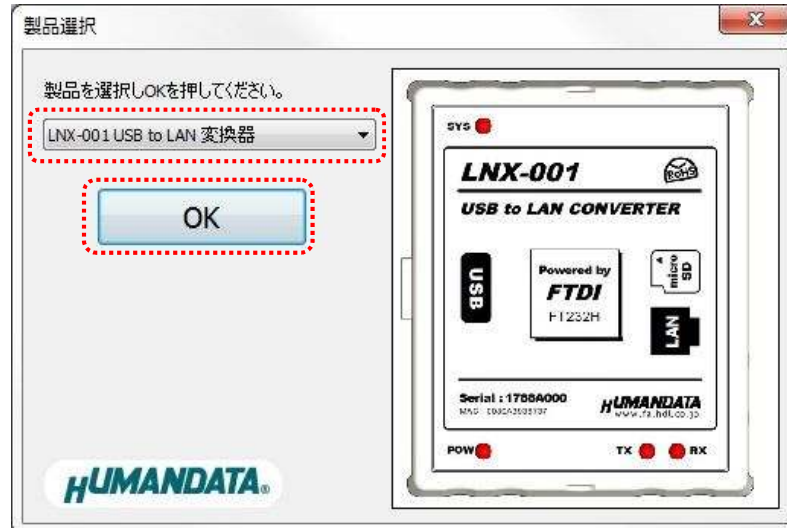 製品選択
製品を選択しOKを押してください。
LNX-001 USB to LAN 変換器
OK
HUMANDATA®
SYS
LNX-001
RoHS
USB to LAN CONVERTER
USB
Powered by
FTDI
FT232H
micro
SD
LAN
Serial : 1788A000
HUMANDATA
www.fa.hdl.co.jp
POW
TX
RX